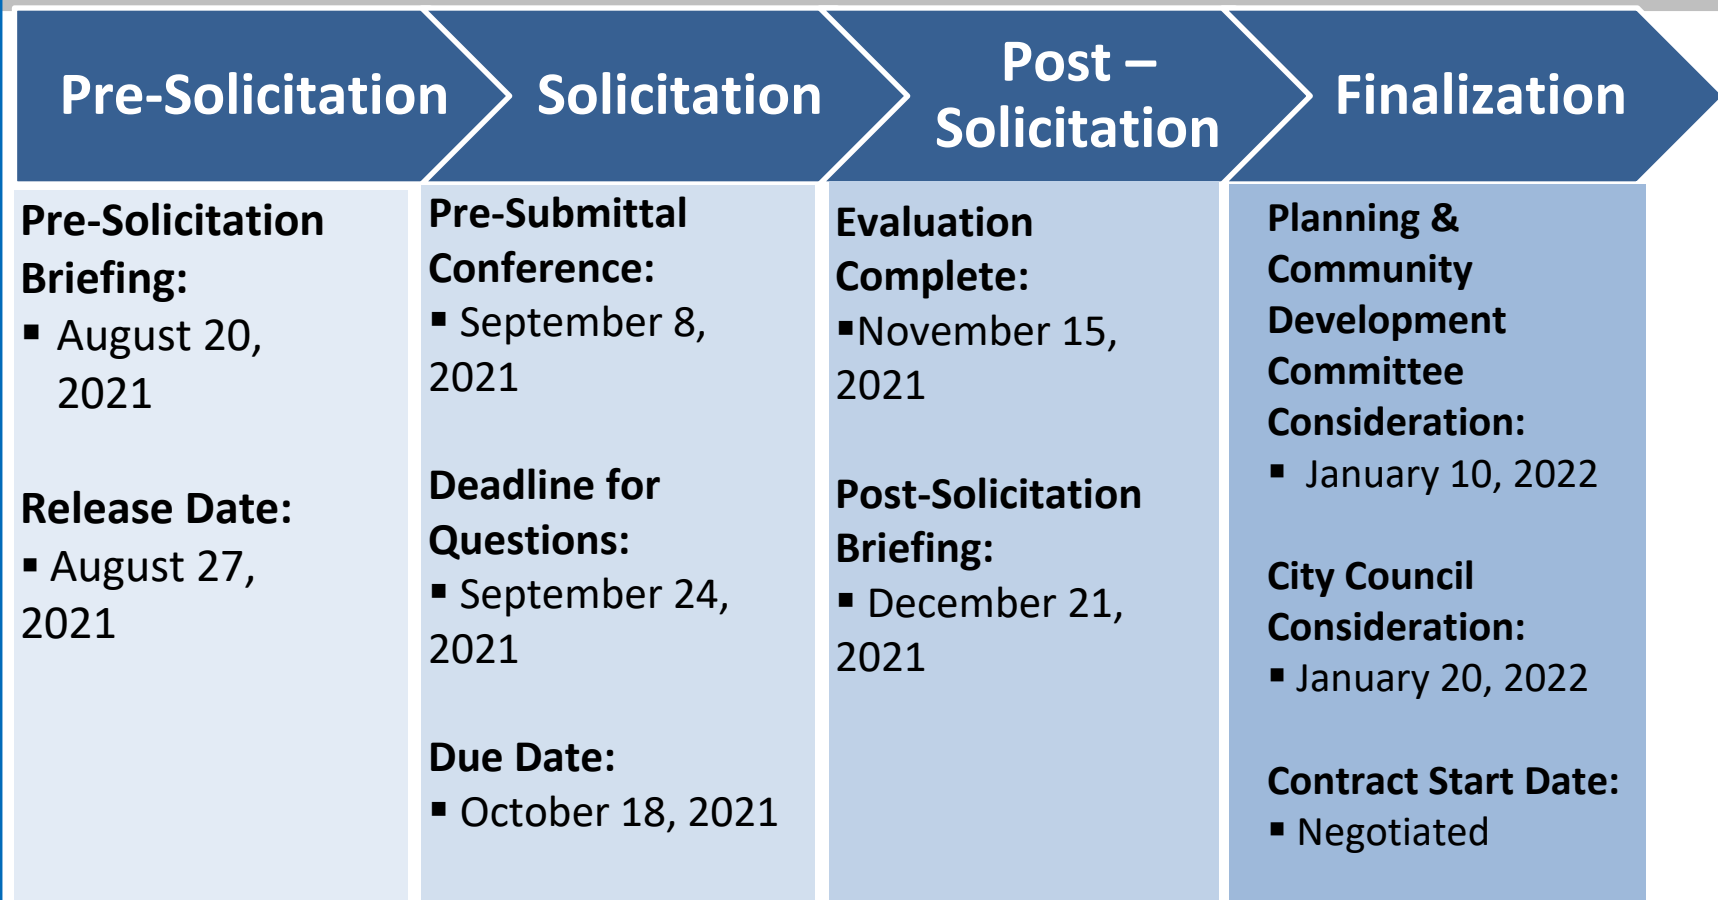 Pre-Solicitation
Solicitation
Post –
Solicitation
Finalization
Pre-Solicitation
Briefing:
▪ August 20,
2021
Release Date:
▪ August 27,
2021
Pre-Submittal
Conference:
▪ September 8,
2021
Deadline for
Questions:
▪ September 24,
2021
Due Date:
▪ October 18, 2021
Evaluation
Complete:
▪November 15,
2021
Post-Solicitation
Briefing:
▪ December 21,
2021
Planning &
Community
Development
Committee
Consideration:
▪ January 10, 2022
City Council
Consideration:
▪ January 20, 2022
Contract Start Date:
▪ Negotiated